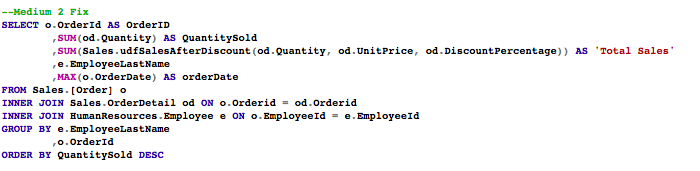 --Medium 2 Fix
SELECT o.OrderId AS OrderID
,SUM(od.Quantity) AS QuantitySold
,SUM(Sales.udfSalesAfterDiscount(od.Quantity, od.UnitPrice, od.DiscountPercentage)) AS 'Total Sales'
,e.EmployeeLastName
,MAX(o.OrderDate) AS orderDate
FROM Sales.[Order] o
INNER JOIN Sales.OrderDetail od ON o.Orderid = od.Orderid
INNER JOIN HumanResources.Employee e ON o.EmployeeId = e.EmployeeId
GROUP BY e.EmployeeLastName
,o.OrderId
ORDER BY QuantitySold DESC